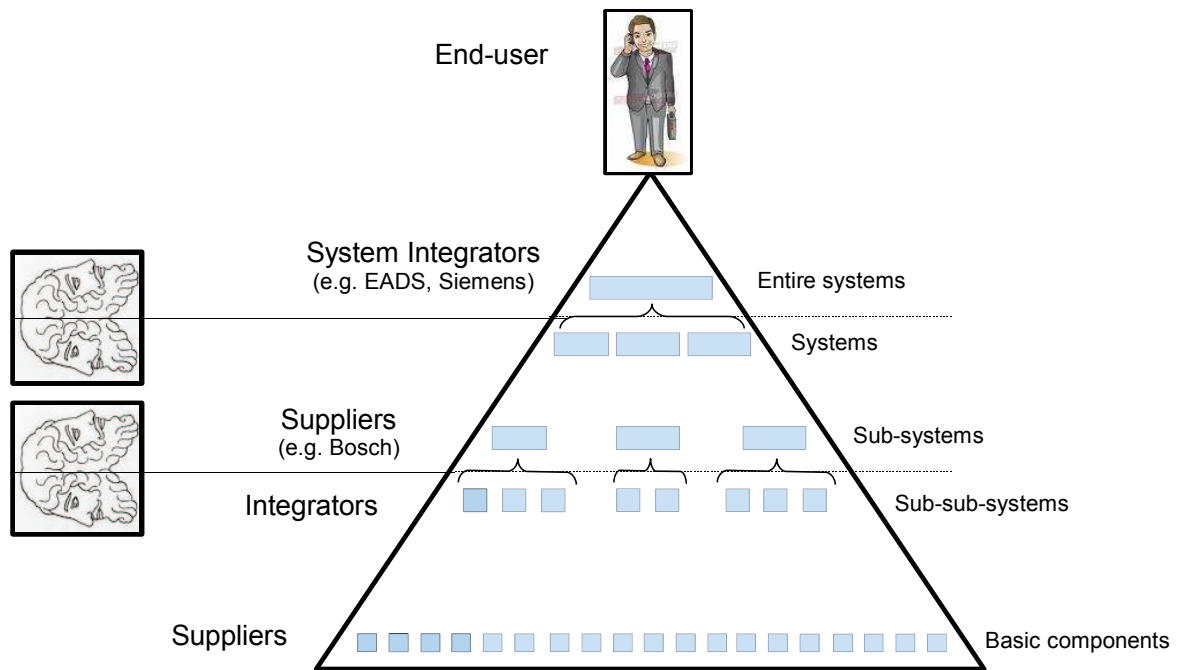 End-user
System Integrators
(e.g. EADS, Siemens)
Entire systems
Systems
Suppliers
(e.g. Bosch)
Sub-systems
Integrators
Sub-sub-systems
Suppliers
Basic components